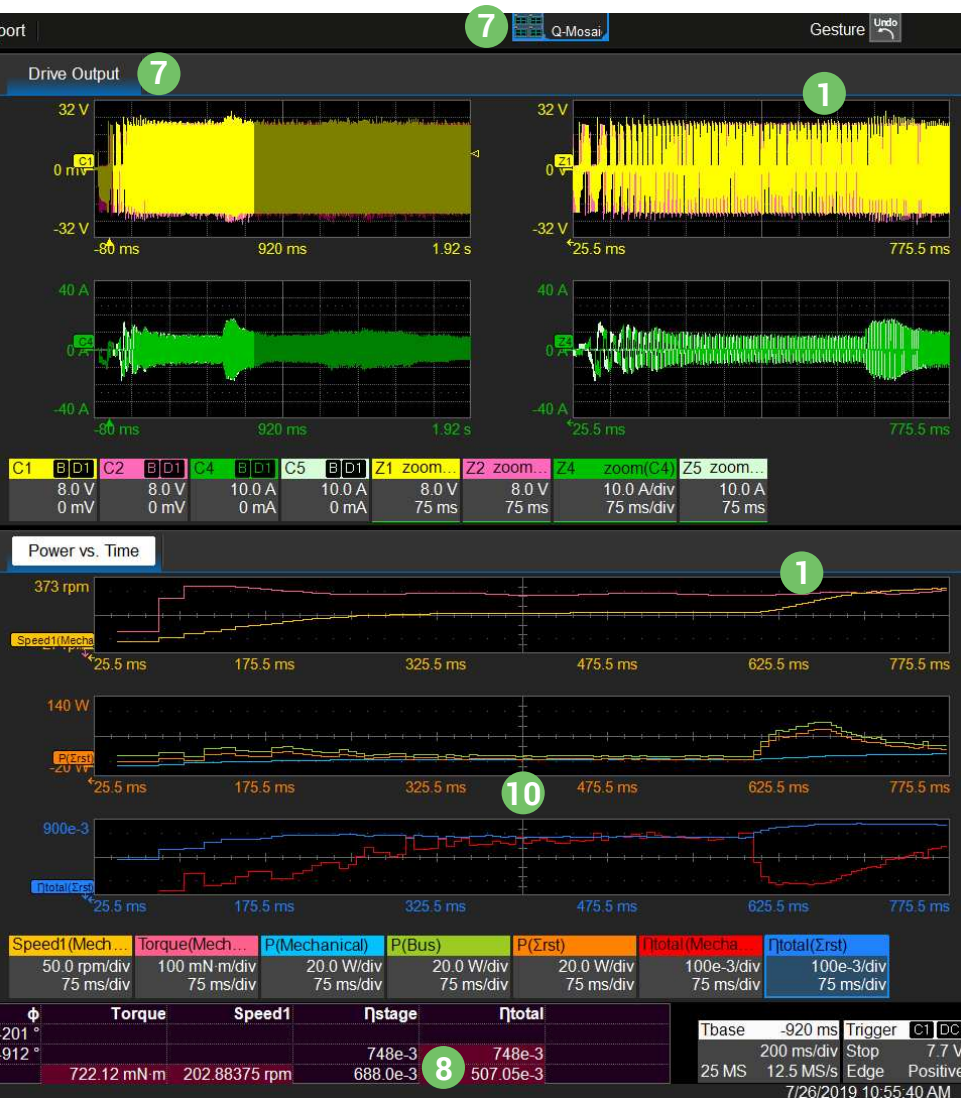 port
7
Q-Mosai
Gesture
Undo
Drive Output
7
1
32 V
C1
0 mV
-32 V
-80 ms
920 ms
1.92 s
32 V
Z1
0 V
-32 V
25.5 ms
775.5 ms
40 A
C4
0 A
-40 A
-80 ms
920 ms
1.92 s
40 A
Z4
0 A
-40 A
25.5 ms
775.5 ms
C1 B D1 C2 B D1 C4 B D1 C5 B D1 Z1 zoom... Z2 zoom... Z4 zoom(C4) Z5 zoom...
8.0 V 8.0 V 10.0 A 10.0 A 8.0 V 8.0 V 10.0 A/div 10.0 A
0 mV 0 mV 0 mA 0 mA 75 ms 75 ms 75 ms/div 75 ms
Power vs. Time
1
373 rpm
Speed1(Mecha
25.5 ms 175.5 ms 325.5 ms 475.5 ms 625.5 ms 775.5 ms
140 W
P(Σrst)
-20 W
25.5 ms 175.5 ms 325.5 ms 475.5 ms 625.5 ms 775.5 ms
10
900e-3
ηtotal(Σrst)
25.5 ms 175.5 ms 325.5 ms 475.5 ms 625.5 ms 775.5 ms
Speed1(Mech... Torque(Mech... P(Mechanical) P(Bus) P(Σrst) ηtotal(Mecha... ηtotal(Σrst)
50.0 rpm/div 100 mN·m/div 20.0 W/div 20.0 W/div 20.0 W/div 100e-3/div 100e-3/div
75 ms/div 75 ms/div 75 ms/div 75 ms/div 75 ms/div 75 ms/div 75 ms/div
ϕ Torque Speed1 ηstage ηtotal
201 °
912 ° 748e-3 748e-3
722.12 mN·m 202.88375 rpm 688.0e-3 8 507.05e-3
Tbase -920 ms Trigger C1 DC
200 ms/div Stop 7.7 V
25 MS 12.5 MS/s Edge Positive
7/26/2019 10:55:40 AM